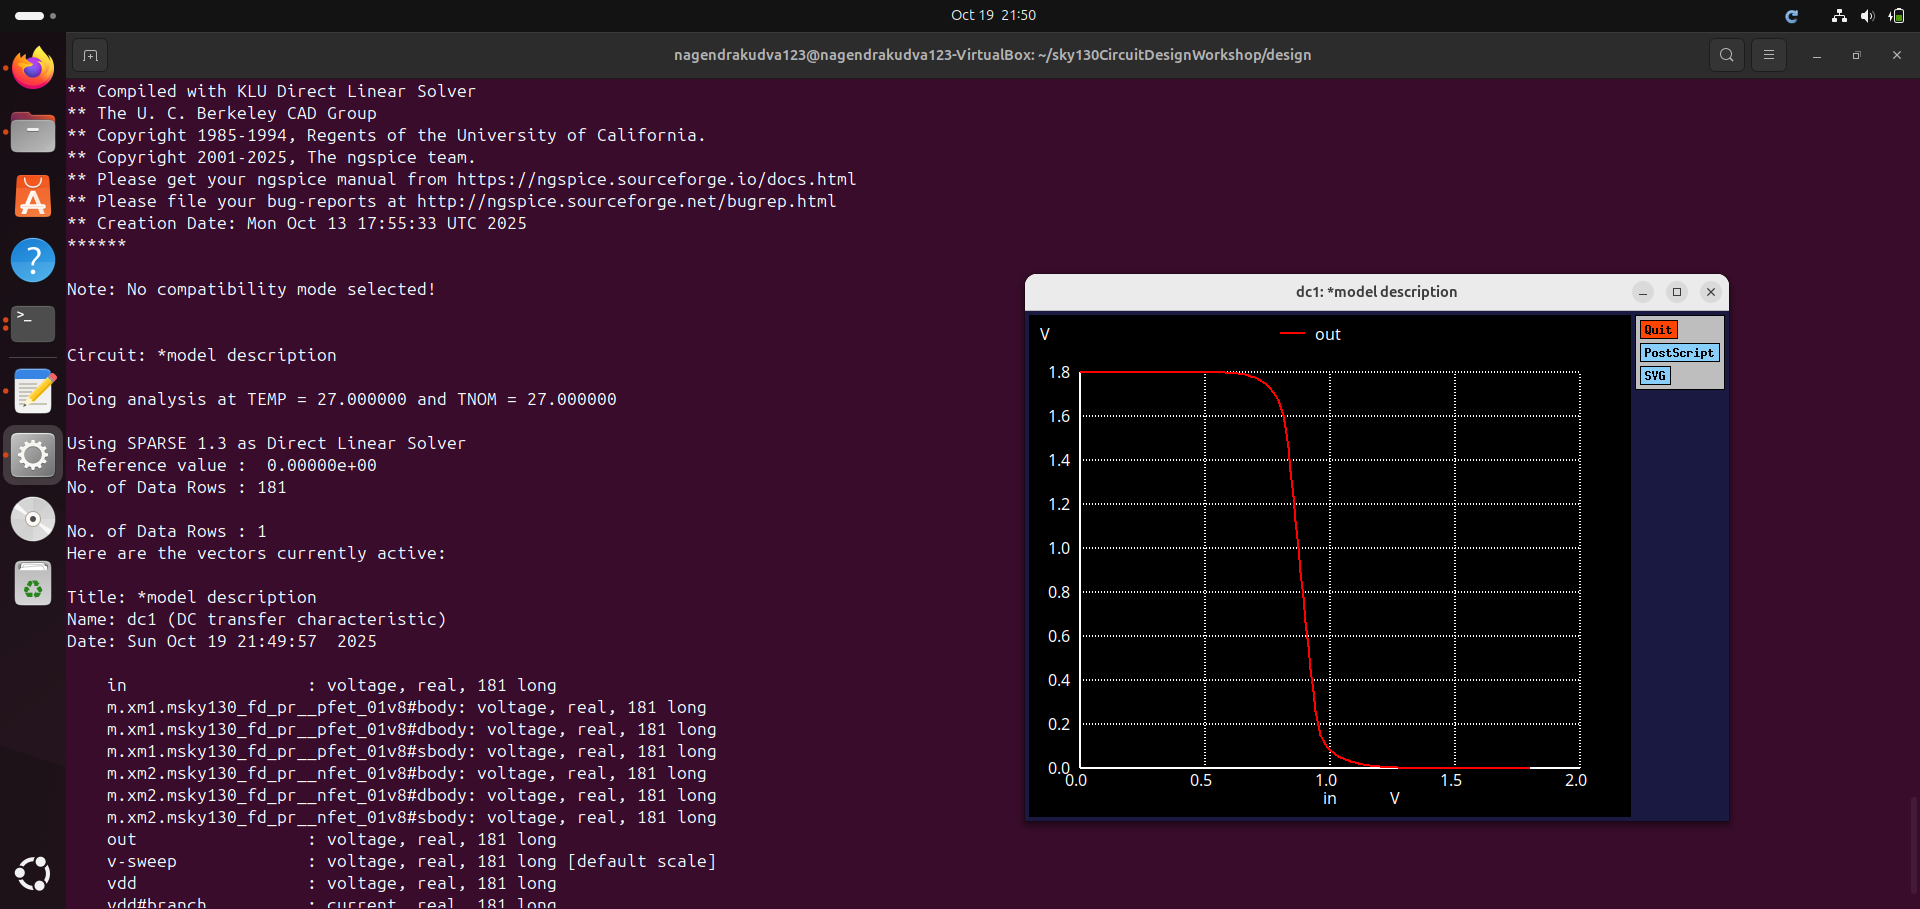 Oct 19 21:50
nagendrakudva123@nagendrakudva123-VirtualBox: ~/sky130CircuitDesignWorkshop/design
** Compiled with KLU Direct Linear Solver
** The U. C. Berkeley CAD Group
** Copyright 1985-1994, Regents of the University of California.
** Copyright 2001-2025, The ngspice team.
** Please get your ngspice manual from https://ngspice.sourceforge.io/docs.html
** Please file your bug-reports at http://ngspice.sourceforge.net/bugrep.html
** Creation Date: Mon Oct 13 17:55:33 UTC 2025
******
Note: No compatibility mode selected!
Circuit: *model description
Doing analysis at TEMP = 27.000000 and TNOM = 27.000000
Using SPARSE 1.3 as Direct Linear Solver
Reference value :  0.00000e+00
No. of Data Rows : 181
No. of Data Rows : 1
Here are the vectors currently active:
Title: *model description
Name: dc1 (DC transfer characteristic)
Date: Sun Oct 19 21:49:57  2025
in : voltage, real, 181 long
m.xm1.msky130_fd_pr__pfet_01v8#body: voltage, real, 181 long
m.xm1.msky130_fd_pr__pfet_01v8#dbody: voltage, real, 181 long
m.xm1.msky130_fd_pr__pfet_01v8#sbody: voltage, real, 181 long
m.xm2.msky130_fd_pr__nfet_01v8#body: voltage, real, 181 long
m.xm2.msky130_fd_pr__nfet_01v8#dbody: voltage, real, 181 long
m.xm2.msky130_fd_pr__nfet_01v8#sbody: voltage, real, 181 long
out : voltage, real, 181 long
v-sweep : voltage, real, 181 long [default scale]
vdd : voltage, real, 181 long
vdd#branch : current, real, 181 long
dc1: *model description
V
out
Quit
PostScript
SVG
1.8
1.6
1.4
1.2
1.0
0.8
0.6
0.4
0.2
0.0
0.0 0.5 1.0 1.5 2.0
in V